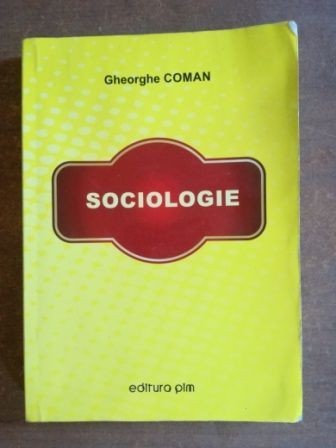 Gheorghe COMAN
SOCIOLOGIE
editura pim